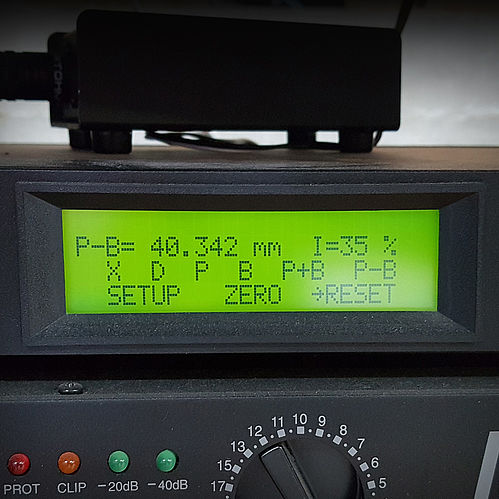 P-B= 40.342 mm I=35 %
X D P B P+B P-B
SETUP ZERO →RESET
PROT CLIP -20dB -40dB
17 15 13 12 11 10 9 8 7 6 5